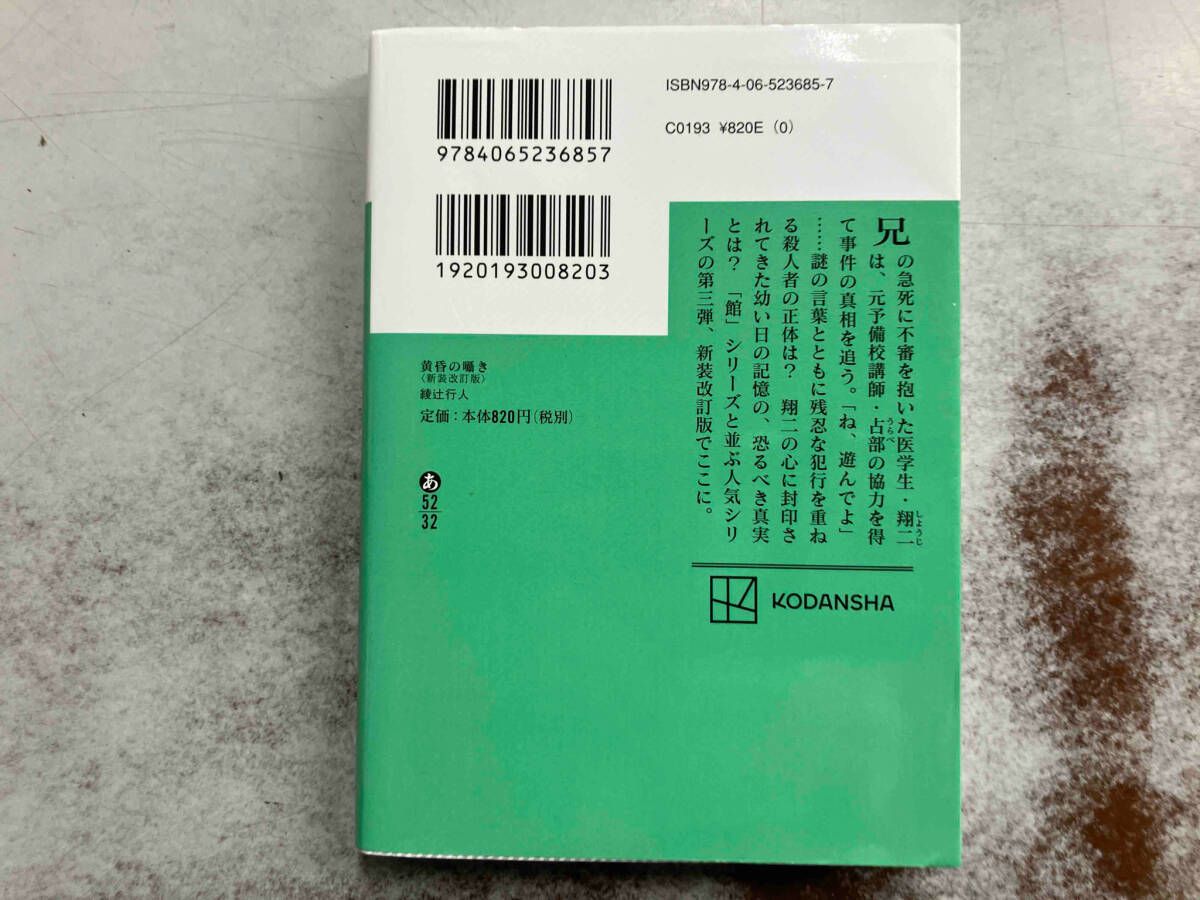 ISBN978-4-06-523685-7
C0193 ¥820E (0)
9784065236857
1920193008203
兄の急死に不審を抱いた医学生・翔二
は、元予備校講師・占部の協力を得
て事件の真相を追う。「ね、遊んでよ」
……謎の言葉とともに残忍な犯行を重ね
る殺人者の正体は？　翔二の心に封印さ
れてきた幼い日の記憶の、恐るべき真実
とは？　「館」シリーズと並ぶ人気シリ
ーズの第三弾、新装改訂版でここに。
しょうじ
うらべ
黄昏の囁き
〈新装改訂版〉
綾辻行人
定価：本体820円(税別)
あ
52
32
KODANSHA